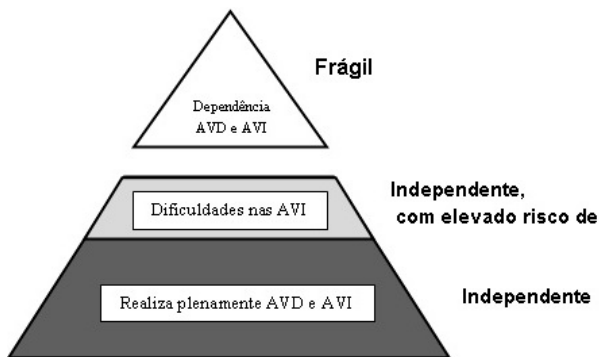 Frágil
Dependência
AVD e AVI
Independente,
com elevado risco de
Dificuldades nas AVI
Independente
Realiza plenamente AVD e AVI